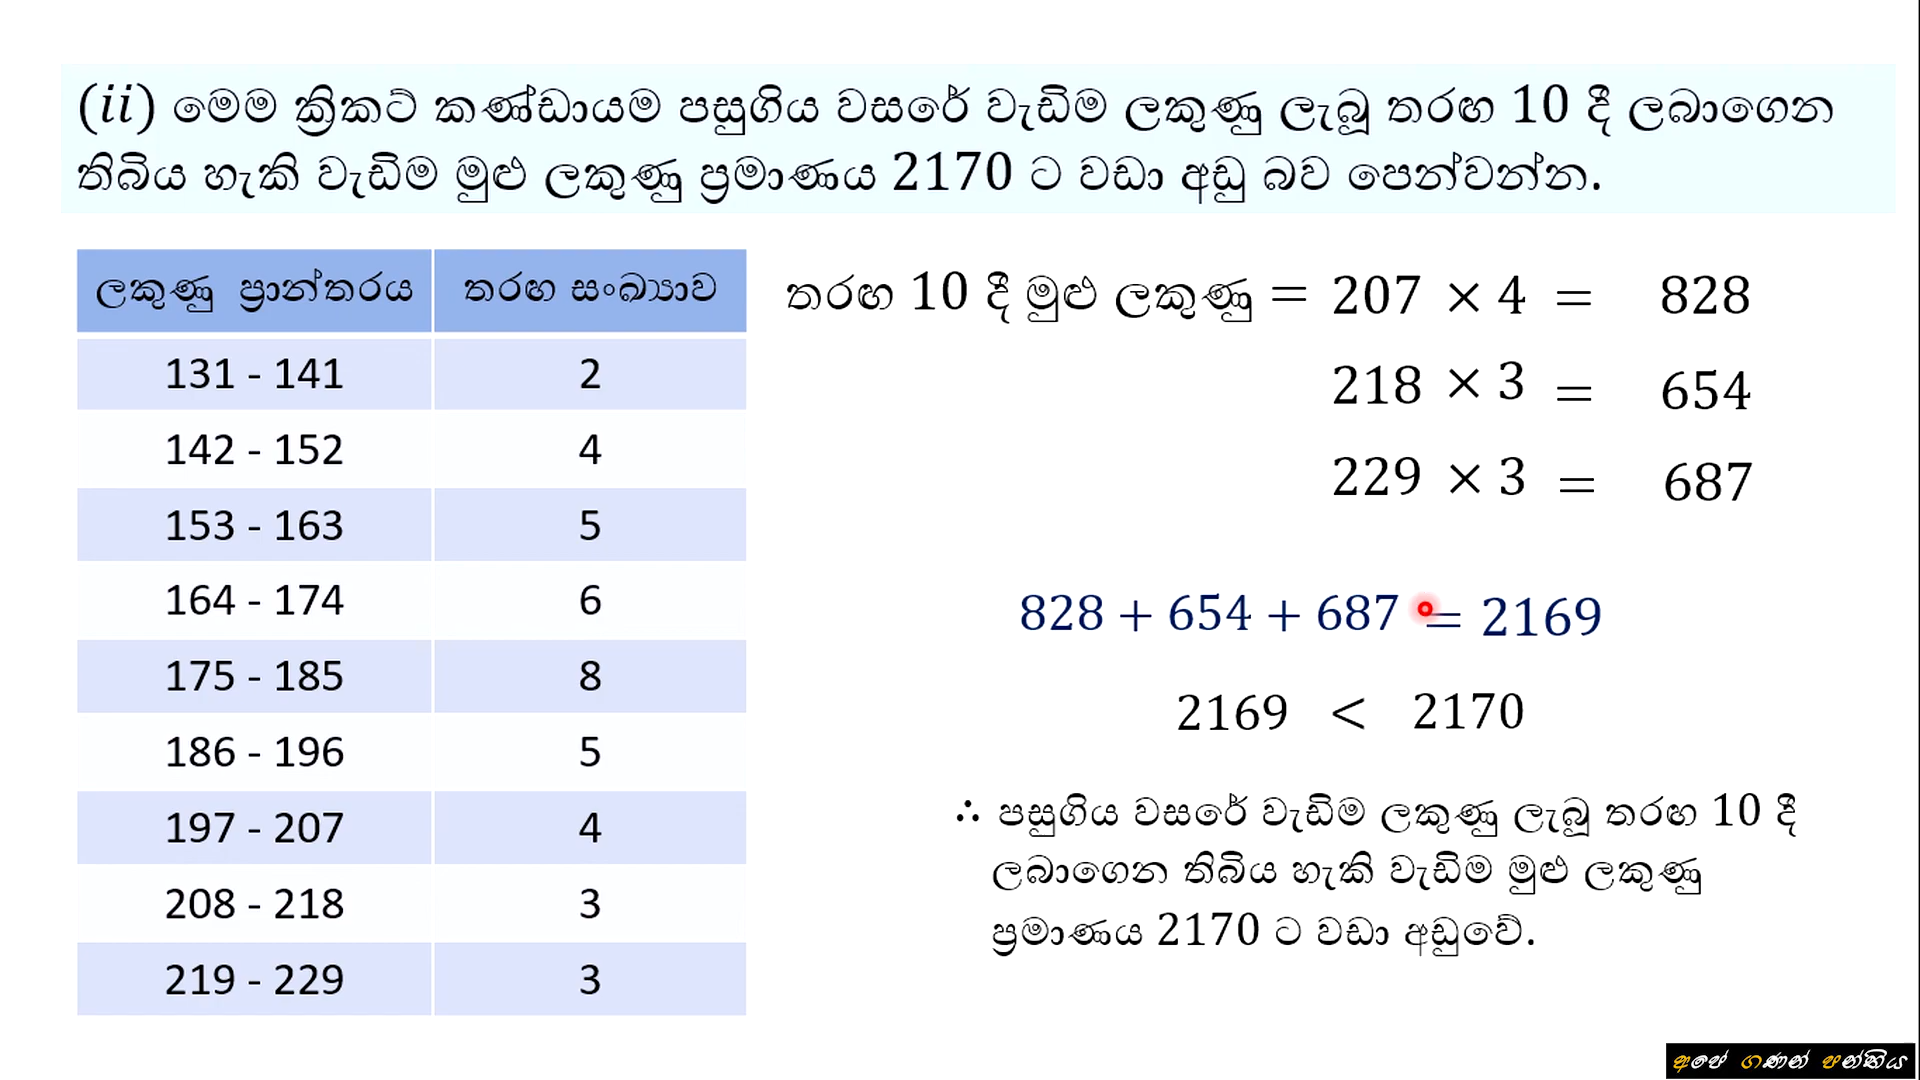 (ii) මෙම ක්‍රිකට් කණ්ඩායම පසුගිය වසරේ වැඩිම ලකුණු ලැබූ තරඟ 10 දී ලබාගෙන
තිබිය හැකි වැඩිම මුළු ලකුණු ප්‍රමාණය 2170 ට වඩා අඩු බව පෙන්වන්න.
ලකුණු ප්‍රාන්තරය තරඟ සංඛ්‍යාව
131 - 141 2
142 - 152 4
153 - 163 5
164 - 174 6
175 - 185 8
186 - 196 5
197 - 207 4
208 - 218 3
219 - 229 3
තරඟ 10 දී මුළු ලකුණු = 207 × 4 = 828
218 × 3 = 654
229 × 3 = 687
828 + 654 + 687 = 2169
2169 < 2170
∴ පසුගිය වසරේ වැඩිම ලකුණු ලැබූ තරඟ 10 දී
ලබාගෙන තිබිය හැකි වැඩිම මුළු ලකුණු
ප්‍රමාණය 2170 ට වඩා අඩුවේ.
අපේ ගණන් පන්තිය